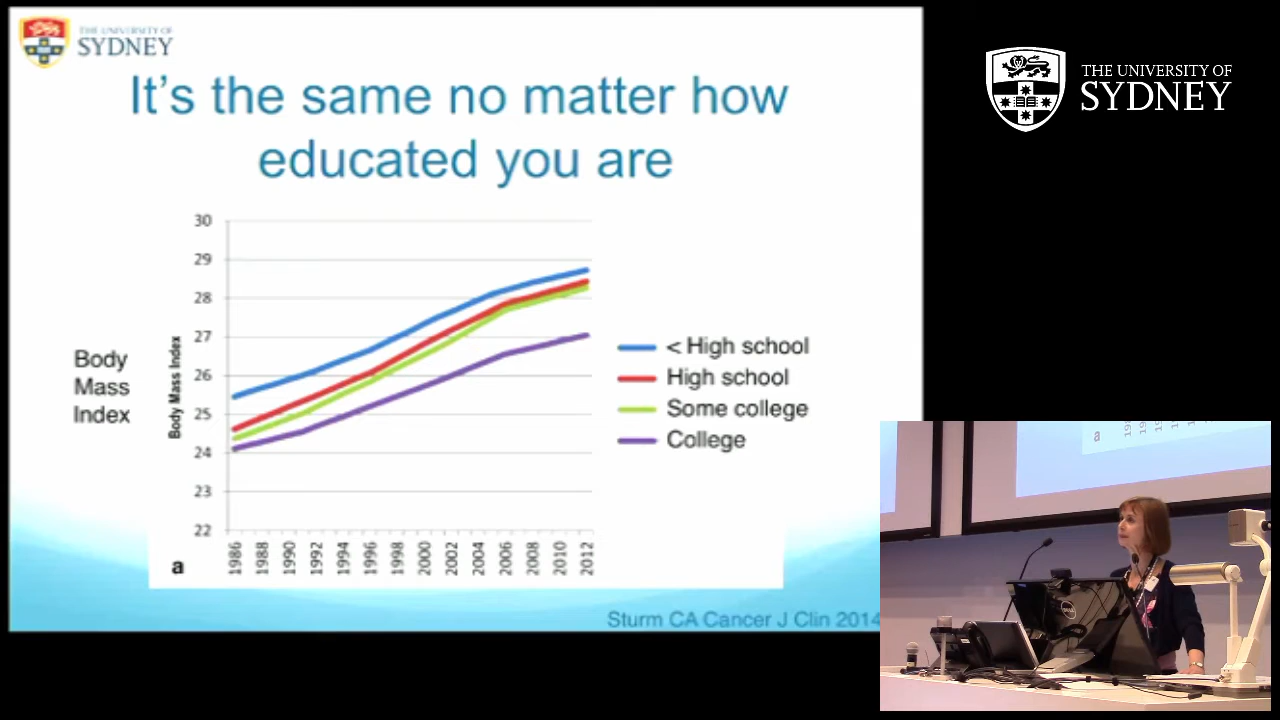 THE UNIVERSITY OF
SYDNEY
THE UNIVERSITY OF
SYDNEY
It's the same no matter how
educated you are
30
29
28
27
26
25
24
23
22
Body
Mass
Index
Body Mass Index
< High school
High school
Some college
College
1986
1988
1990
1992
1994
1996
1998
2000
2002
2004
2006
2008
2010
2012
a
Sturm CA Cancer J Clin 2014
a
DELL